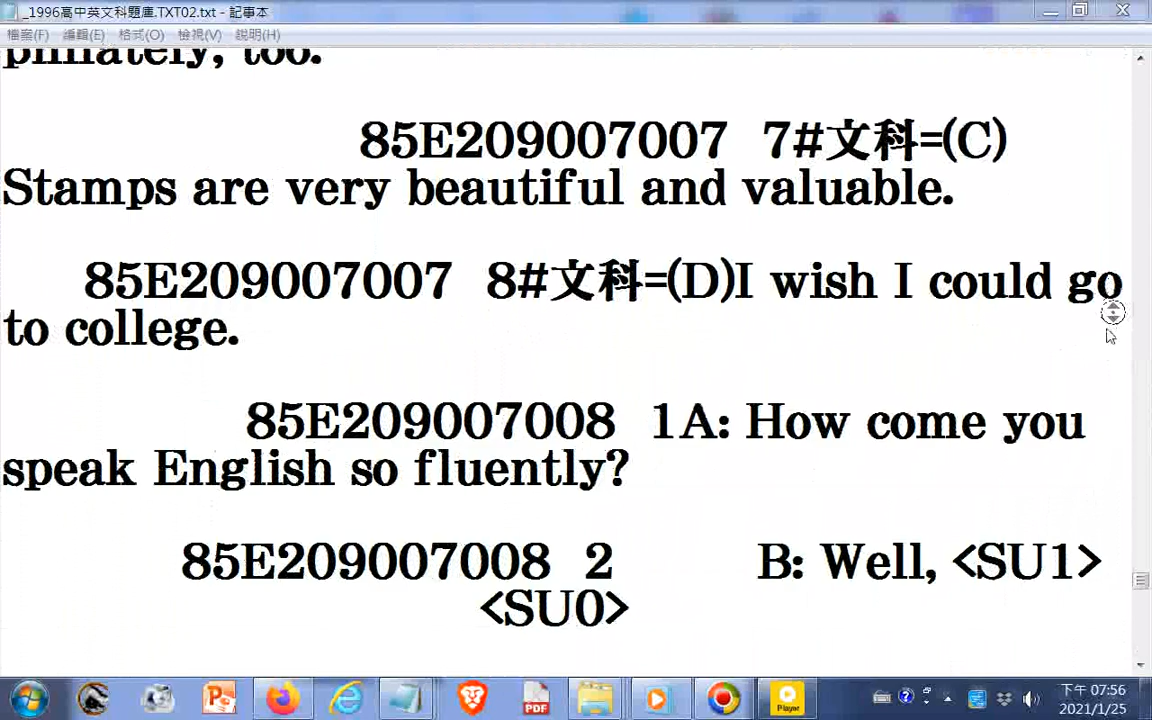 _1996高中英文科題庫.TXT02.txt - 記事本
檔案(F) 編輯(E) 格式(O) 檢視(V) 說明(H)
too.
85E209007007 7#文科=(C)
Stamps are very beautiful and valuable.
85E209007007 8#文科=(D)I wish I could go
to college.
85E209007008 1A: How come you
speak English so fluently?
85E209007008 2 B: Well, <SU1>
<SU0>
PDF
Player
下午 07:56
2021/1/25